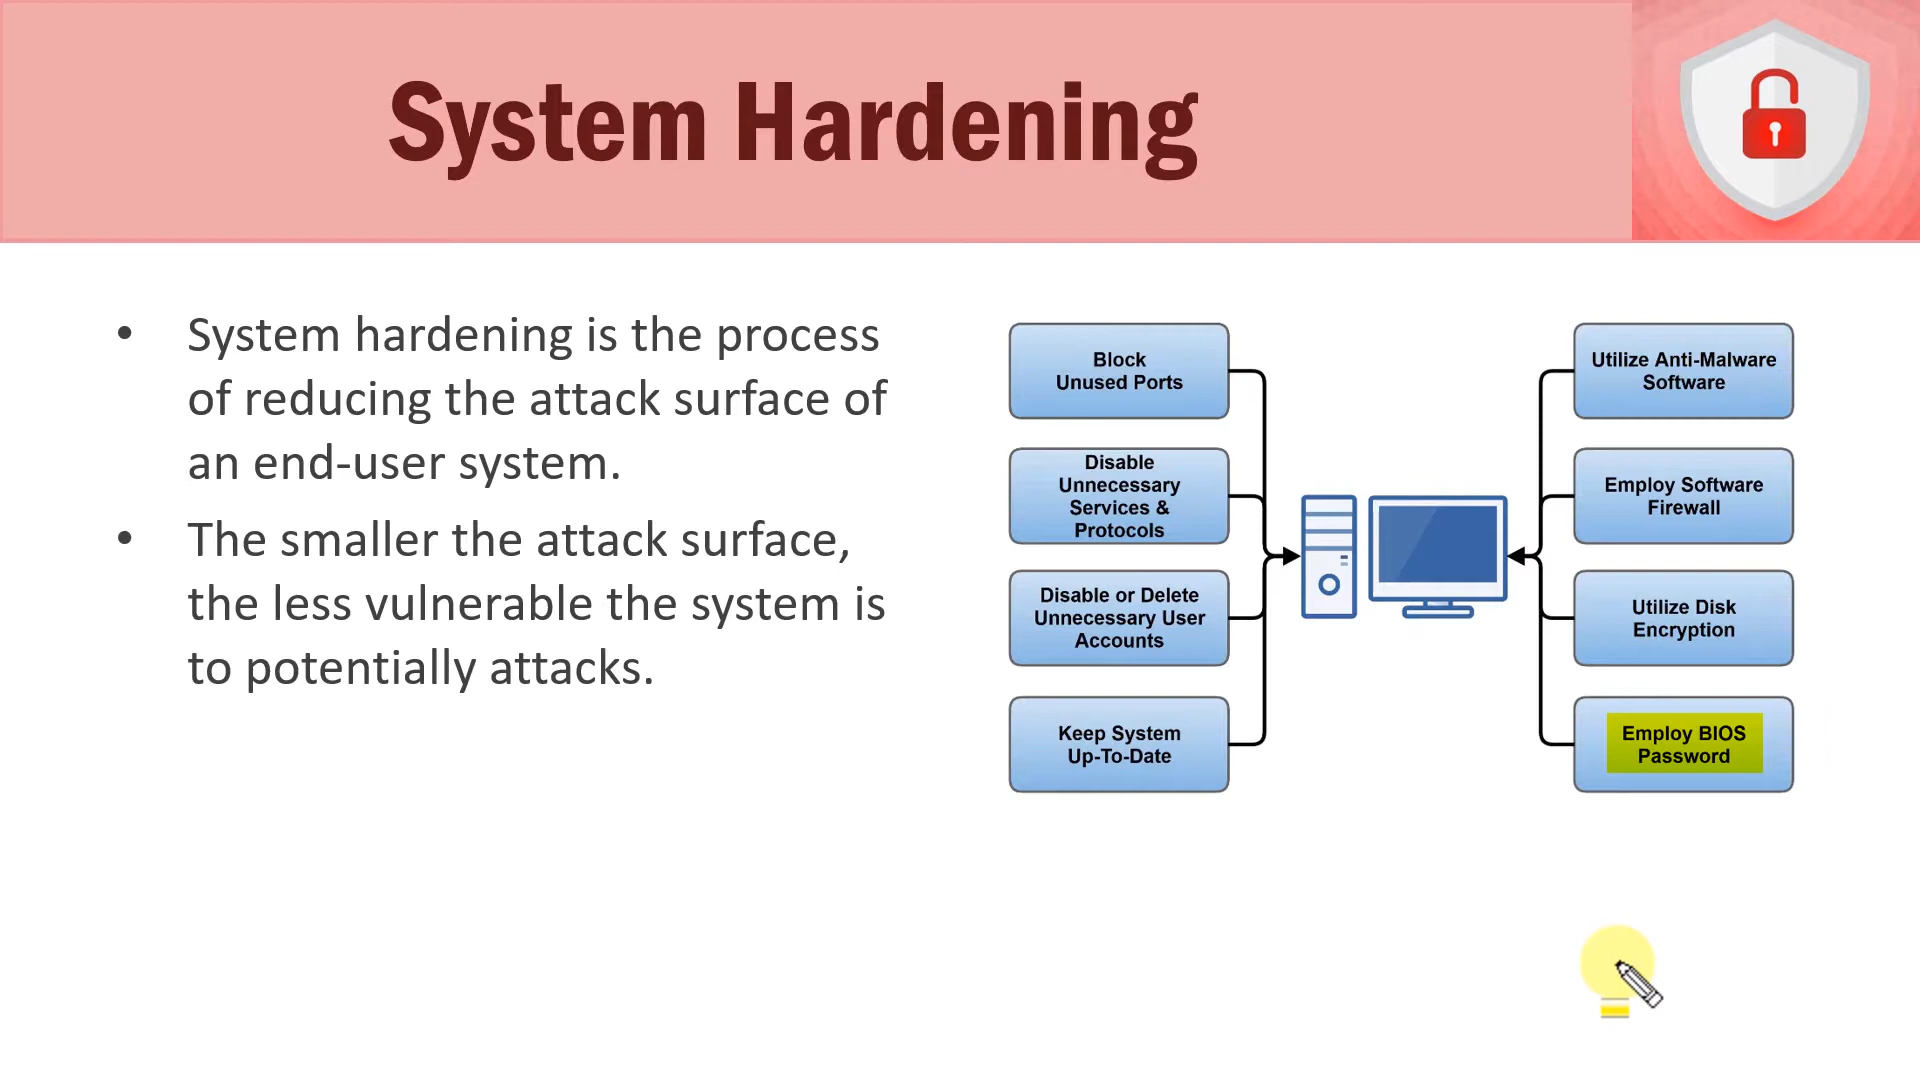 System Hardening
• System hardening is the process
of reducing the attack surface of
an end-user system.
• The smaller the attack surface,
the less vulnerable the system is
to potentially attacks.
Block
Unused Ports
Disable
Unnecessary
Services &
Protocols
Disable or Delete
Unnecessary User
Accounts
Keep System
Up-To-Date
Utilize Anti-Malware
Software
Employ Software
Firewall
Utilize Disk
Encryption
Employ BIOS
Password